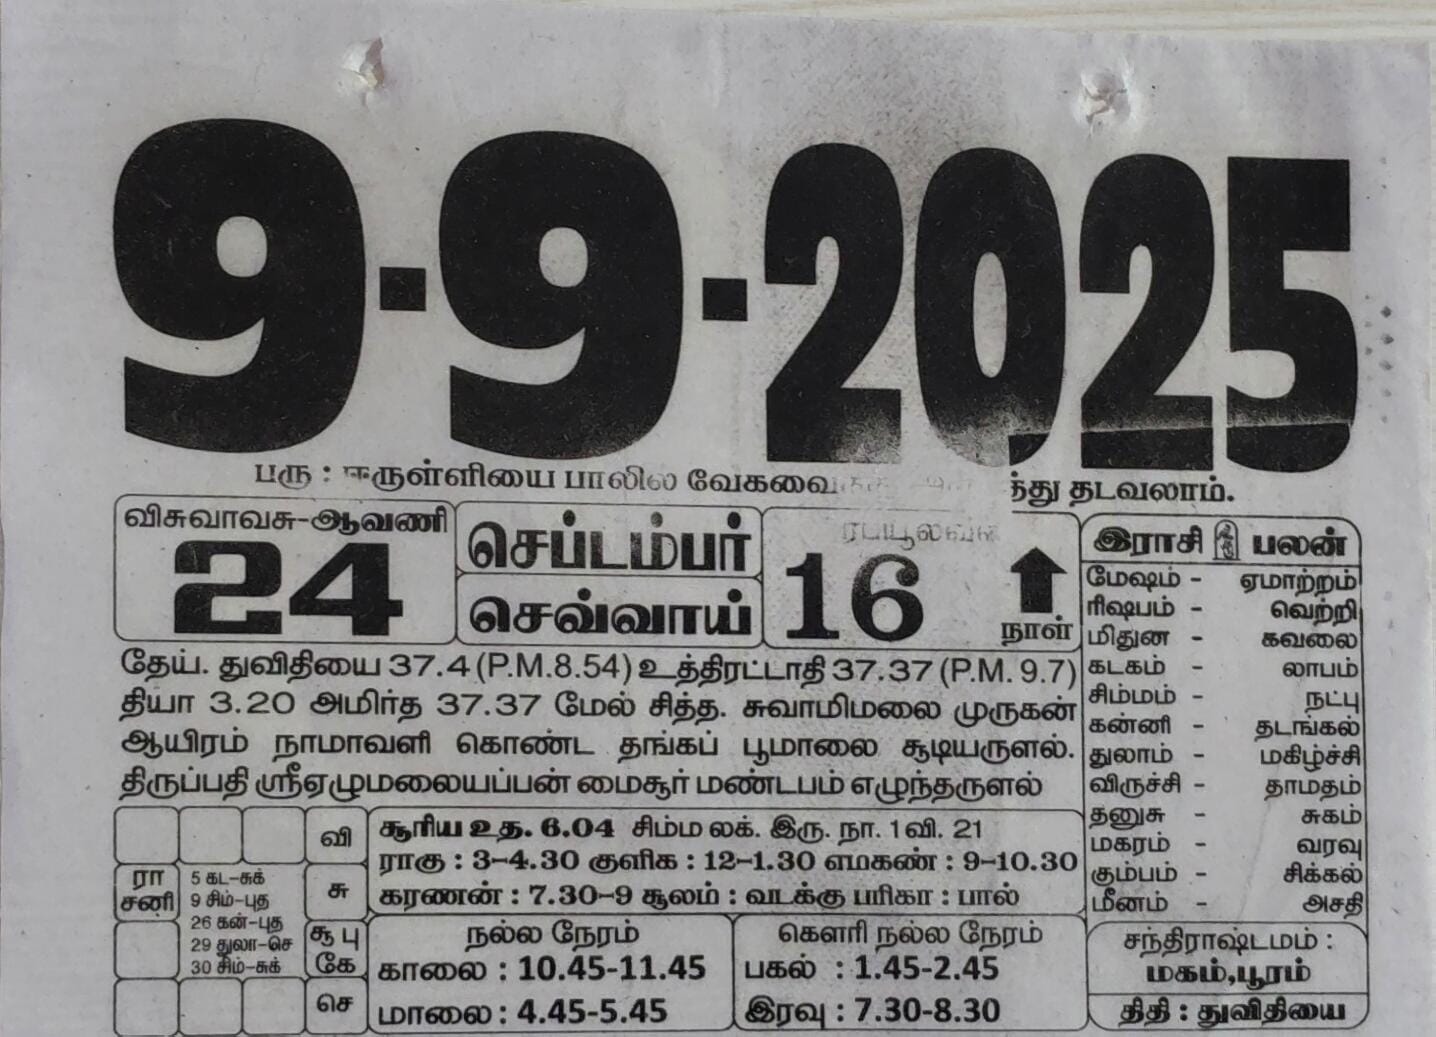 9-9-2025
பரு : ஈருள்ளியை பாலில் வேகவை த்து தடவலாம்.
விசுவாவசு-ஆவணி
24
செப்டம்பர்
செவ்வாய்
16
நாள்
தேய். துவிதியை 37.4 (P.M.8.54) உத்திரட்டாதி 37.37 (P.M. 9.7)
தியா 3.20 அமிர்த 37.37 மேல் சித்த. சுவாமிமலை முருகன்
ஆயிரம் நாமாவளி கொண்ட தங்கப் பூமாலை சூடியருளல்.
திருப்பதி ஸ்ரீஏழுமலையப்பன் மைசூர் மண்டபம் எழுந்தருளல்
இராசி பலன்
மேஷம் - ஏமாற்றம்
ரிஷபம் - வெற்றி
மிதுன - கவலை
கடகம் - லாபம்
சிம்மம் - நட்பு
கன்னி - தடங்கல்
துலாம் - மகிழ்ச்சி
விருச்சி - தாமதம்
தனுசு - சுகம்
மகரம் - வரவு
கும்பம் - சிக்கல்
மீனம் - அசதி
சந்திராஷ்டமம் :
மகம்,பூரம்
திதி : துவிதியை
வி
ரா
சனி
5 கட-சுக்
9 சிம்-புத
26 கன்-புத
29 துலா-செ
30 சிம்-சுக்
சு
சூ பு
கே
செ
சூரிய உத. 6.04 சிம்ம லக். இரு. நா. 1வி. 21
ராகு : 3-4.30 குளிக : 12-1.30 எமகண் : 9-10.30
கரணன் : 7.30-9 சூலம் : வடக்கு பரிகா : பால்
நல்ல நேரம்
காலை : 10.45-11.45
மாலை : 4.45-5.45
கௌரி நல்ல நேரம்
பகல் : 1.45-2.45
இரவு : 7.30-8.30